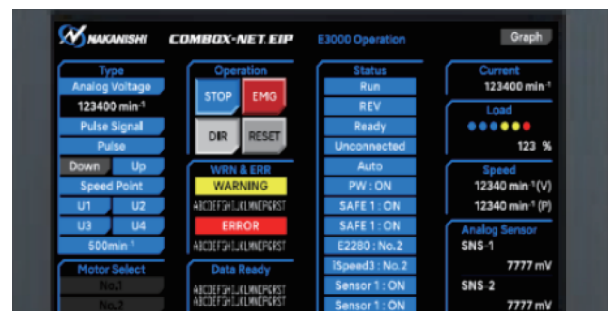 NAKANISHI COMBOX-NET.EIP E3000 Operation Graph
Type
Analog Voltage
123400 min⁻¹
Pulse Signal
Pulse
Down Up
Speed Point
U1 U2
U3 U4
500min⁻¹
Motor Select
No.1
No.2
Operation
STOP EMG
DIR RESET
WRN & ERR
WARNING
ERROR
Data Ready
Status
Run
REV
Ready
Unconnected
Auto
PW : ON
SAFE 1 : ON
SAFE 1 : ON
E2280 : No.2
iSpeed3 : No.2
Sensor 1 : ON
Sensor 1 : ON
Current
123400 min⁻¹
Load
123 %
Speed
12340 min⁻¹(V)
12340 min⁻¹(P)
Analog Sensor
SNS-1
7777 mV
SNS-2
7777 mV